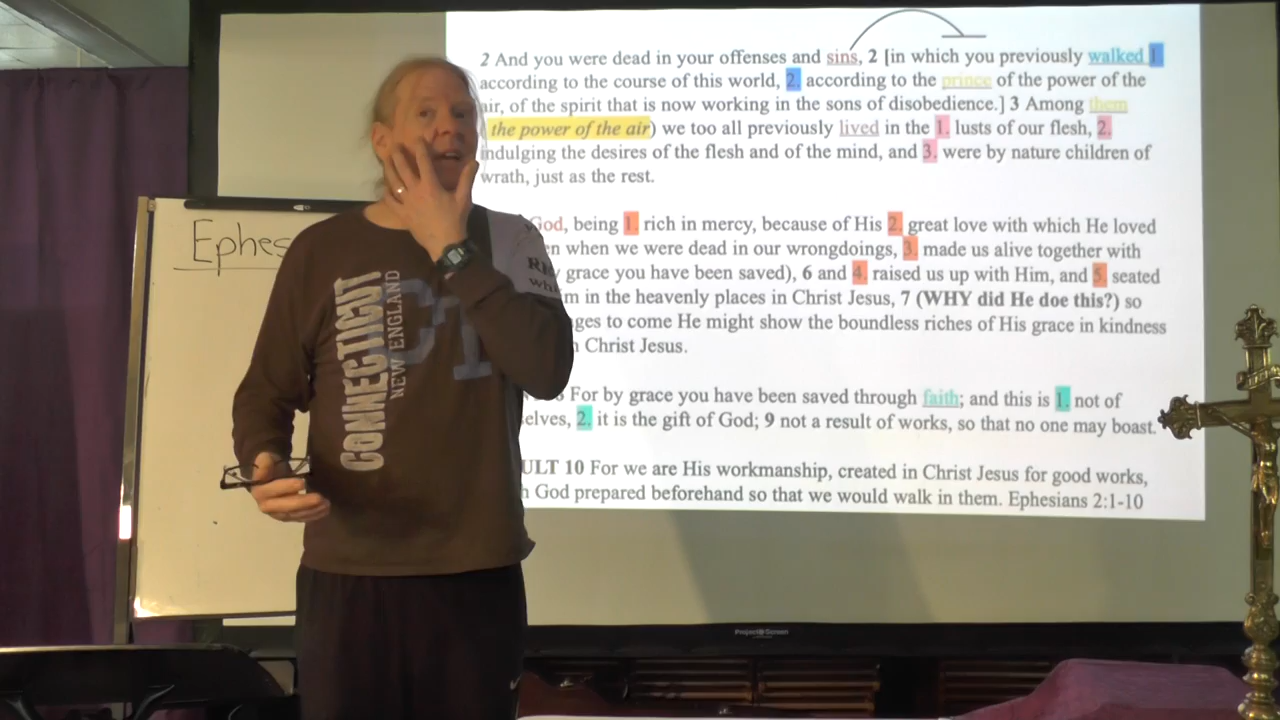 2 And you were dead in your offenses and sins, 2 [in which you previously walked 1.
according to the course of this world, 2. according to the prince of the power of the
air, of the spirit that is now working in the sons of disobedience.] 3 Among them
( the power of the air) we too all previously lived in the 1. lusts of our flesh, 2.
indulging the desires of the flesh and of the mind, and 3. were by nature children of
wrath, just as the rest.
God, being 1. rich in mercy, because of His 2. great love with which He loved
when we were dead in our wrongdoings, 3. made us alive together with
grace you have been saved), 6 and 4. raised us up with Him, and 5. seated
in the heavenly places in Christ Jesus, 7 (WHY did He doe this?) so
to come He might show the boundless riches of His grace in kindness
Christ Jesus.
8 For by grace you have been saved through faith; and this is 1. not of
2. it is the gift of God; 9 not a result of works, so that no one may boast.
ULT 10 For we are His workmanship, created in Christ Jesus for good works,
God prepared beforehand so that we would walk in them. Ephesians 2:1-10
Ephes
CONNECTICUT
NEW ENGLAND
CT